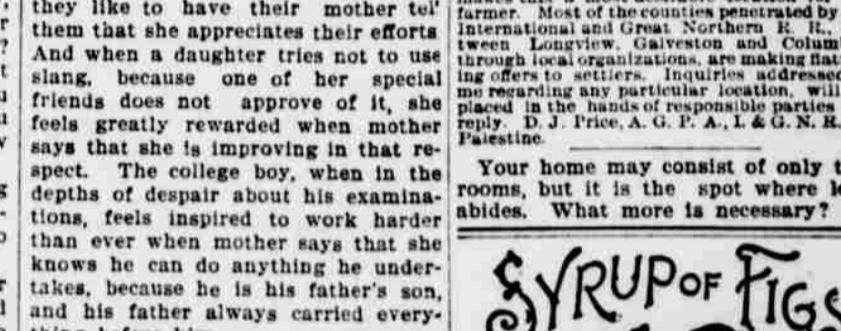 they like to have their mother tel'
them that she appreciates their efforts
And when a daughter tries not to use
slang, because one of her special
friends does not approve of it, she
feels greatly rewarded when mother
says that she is improving in that re-
spect. The college boy, when in the
depths of despair about his examina-
tions, feels inspired to work harder
than ever when mother says that she
knows he can do anything he under-
takes, because he is his father's son,
and his father always carried every-
farmer. Most of the counties penetrated by
International and Great Northern R. R.,
tween Longview, Galveston and Colum
through local organizations, are making flat
ing offers to settlers. Inquiries addressed
me regarding any particular location, will
placed in the hands of responsible parties
reply. D. J. Price, A. G. P. A., I. & G. N. R.
Palestine.
Your home may consist of only t
rooms, but it is the spot where l
abides. What more is necessary?
SYRUP OF FIGS